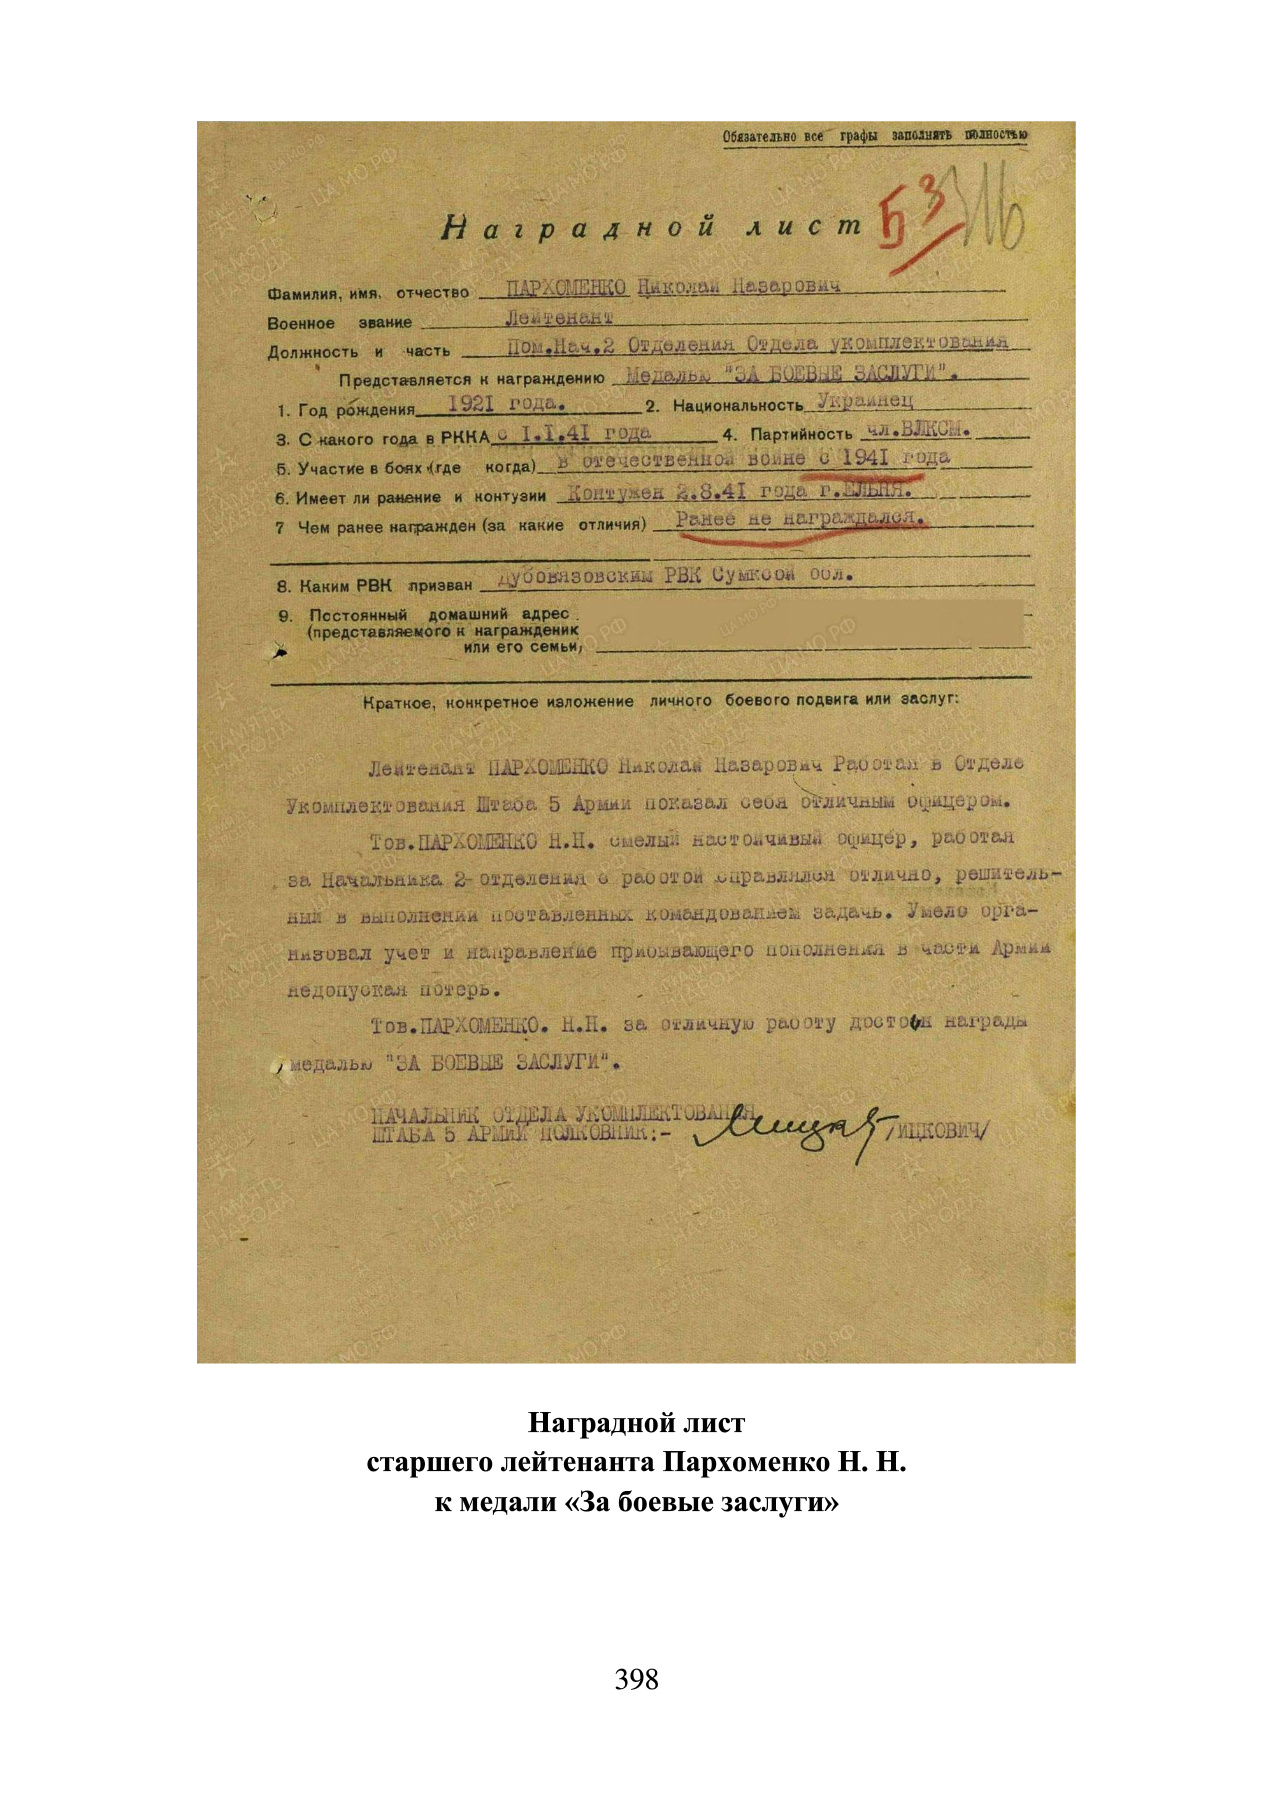 Обязательно все графы заполнять полностью
Б 3 316
Наградной лист
Фамилия, имя, отчество ПАРХОМЕНКО Николай Назарович
Военное звание Лейтенант
Должность и часть Пом.Нач.2 Отделения Отдела укомплектования
Представляется к награждению Медалью "ЗА БОЕВЫЕ ЗАСЛУГИ".
1. Год рождения 1921 года. 2. Национальность Украинец
3. С какого года в РККА с I.I.41 года 4. Партийность чл.ВЛКСМ.
5. Участие в боях (где когда) в отечественной войне с 1941 года
6. Имеет ли ранение и контузии Контужен 2.8.41 года г.ЕЛЬНЯ.
7 Чем ранее награжден (за какие отличия) Ранее не награждался.
8. Каким РВК призван Дубовязовским РВК Сумксой обл.
9. Постоянный домашний адрес
(представляемого к награждению
или его семьи,
Краткое, конкретное изложение личного боевого подвига или заслуг:
Лейтенант ПАРХОМЕНКО Николай Назарович Работая в Отделе
Укомплектования Штаба 5 Армии показал себя отличным офицером.
Тов.ПАРХОМЕНКО Н.Н. смелый настойчивый офицер, работая
за Начальника 2-отделения с работой справлялся отлично, решитель-
ный в выполнении поставленных командованием задачь. Умело орга-
низовал учет и направление прибывающего пополнения в части Армии
недопуская потерь.
Тов.ПАРХОМЕНКО. Н.Н. за отличную работу достоин награды
медалью "ЗА БОЕВЫЕ ЗАСЛУГИ".
НАЧАЛЬНИК ОТДЕЛА УКОМПЛЕКТОВАНИЯ
ШТАБА 5 АРМИИ ПОЛКОВНИК:- /ИЦКОВИЧ/
Наградной лист
старшего лейтенанта Пархоменко Н. Н.
к медали «За боевые заслуги»
398